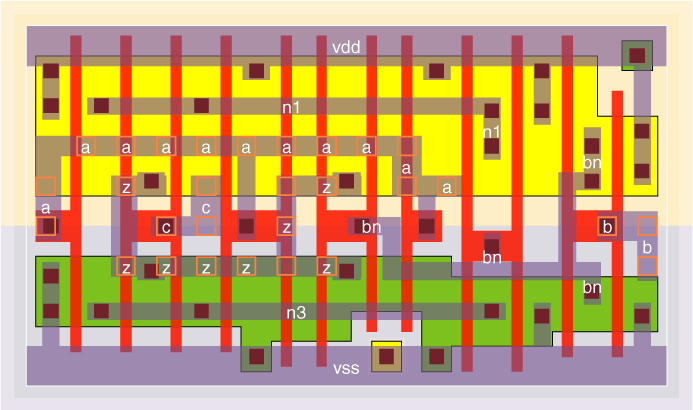 vdd
n1
n1
a a a a a a a a
bn
a
z z a
a c
c z bn b
bn b
z z z z z
bn
n3
vss